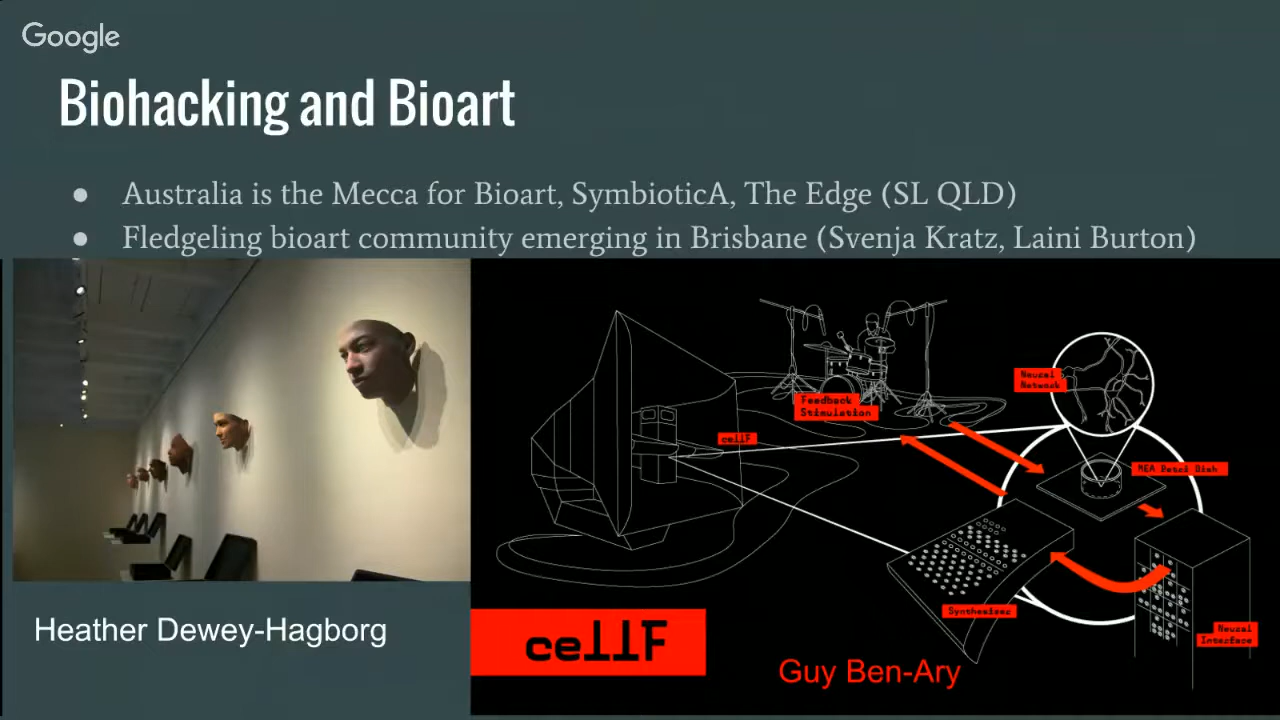 Google
Biohacking and Bioart
● Australia is the Mecca for Bioart, SymbioticA, The Edge (SL QLD)
● Fledgeling bioart community emerging in Brisbane (Svenja Kratz, Laini Burton)
Neural
Network
Feedback
Stimulation
cellF
MEA Petri Dish
Synthesizer
Neural
Interface
Heather Dewey-Hagborg
cellF
Guy Ben-Ary